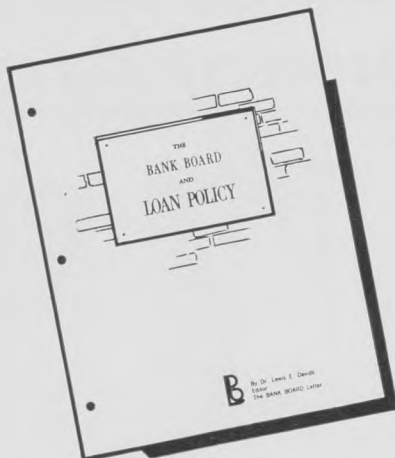 THE
BANK BOARD
AND
LOAN POLICY
By Dr. Lewis E. Davids
Editor
The BANK BOARD Letter